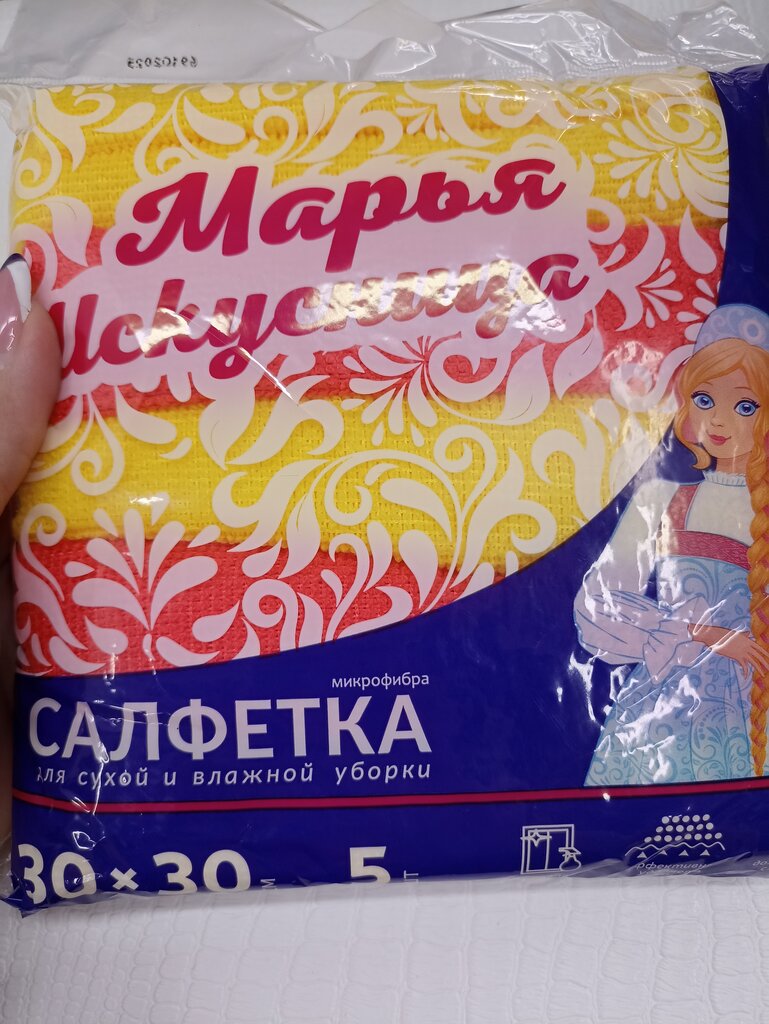 Марья
Искусница
микрофибра
САЛФЕТКА
для сухой и влажной уборки
30×30 5